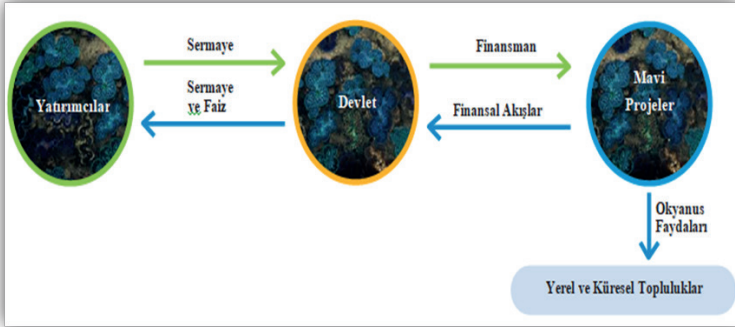 Yatırımcılar
Sermaye
Sermaye
ve Faiz
Devlet
Finansman
Finansal Akışlar
Mavi
Projeler
Okyanus
Faydaları
Yerel ve Küresel Topluluklar